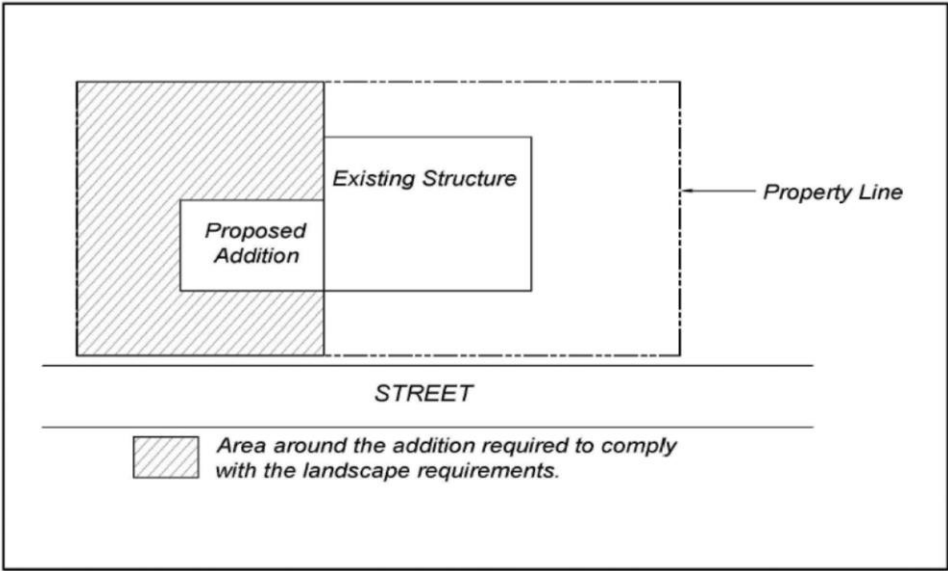 Existing Structure
Property Line
Proposed
Addition
STREET
Area around the addition required to comply
with the landscape requirements.